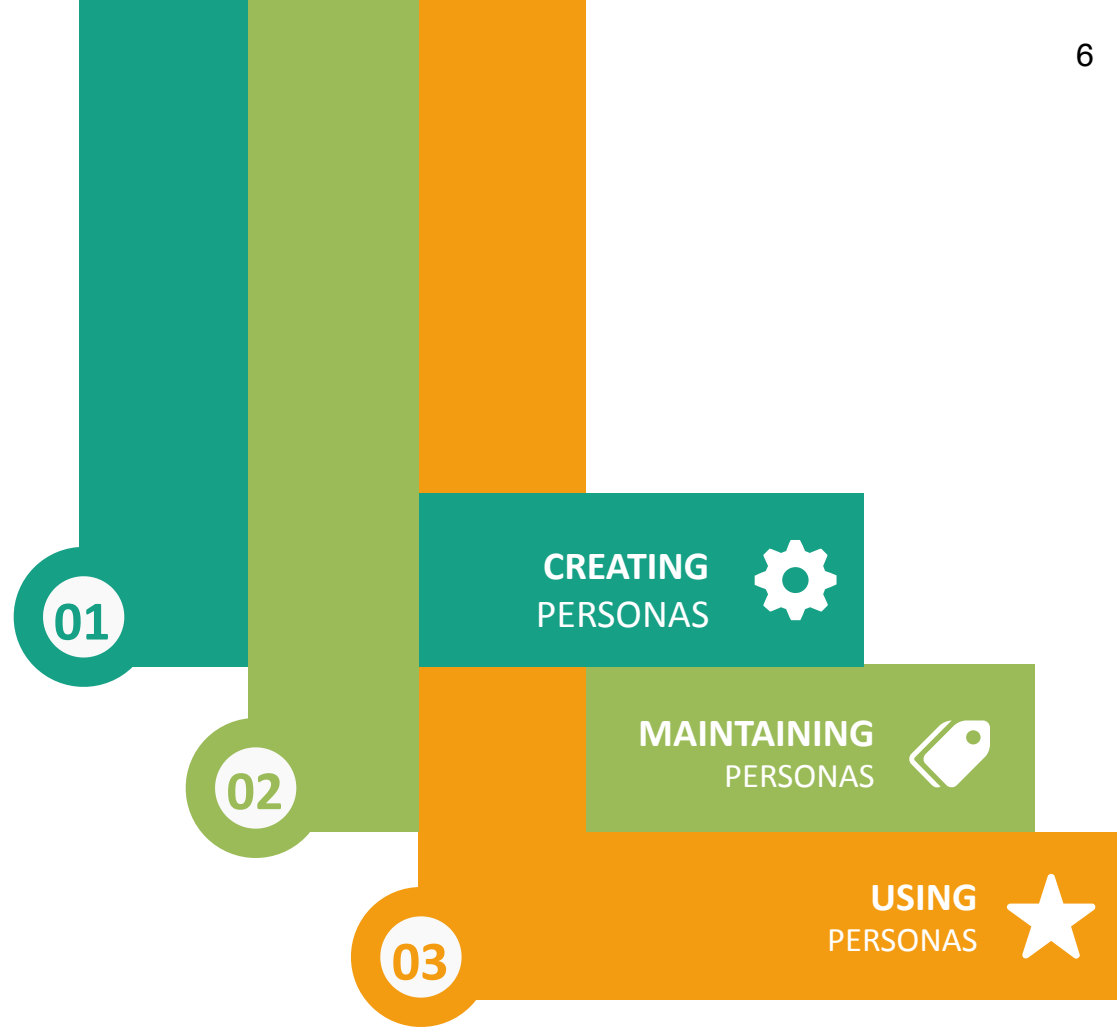 6
01
CREATING
PERSONAS
02
MAINTAINING
PERSONAS
03
USING
PERSONAS